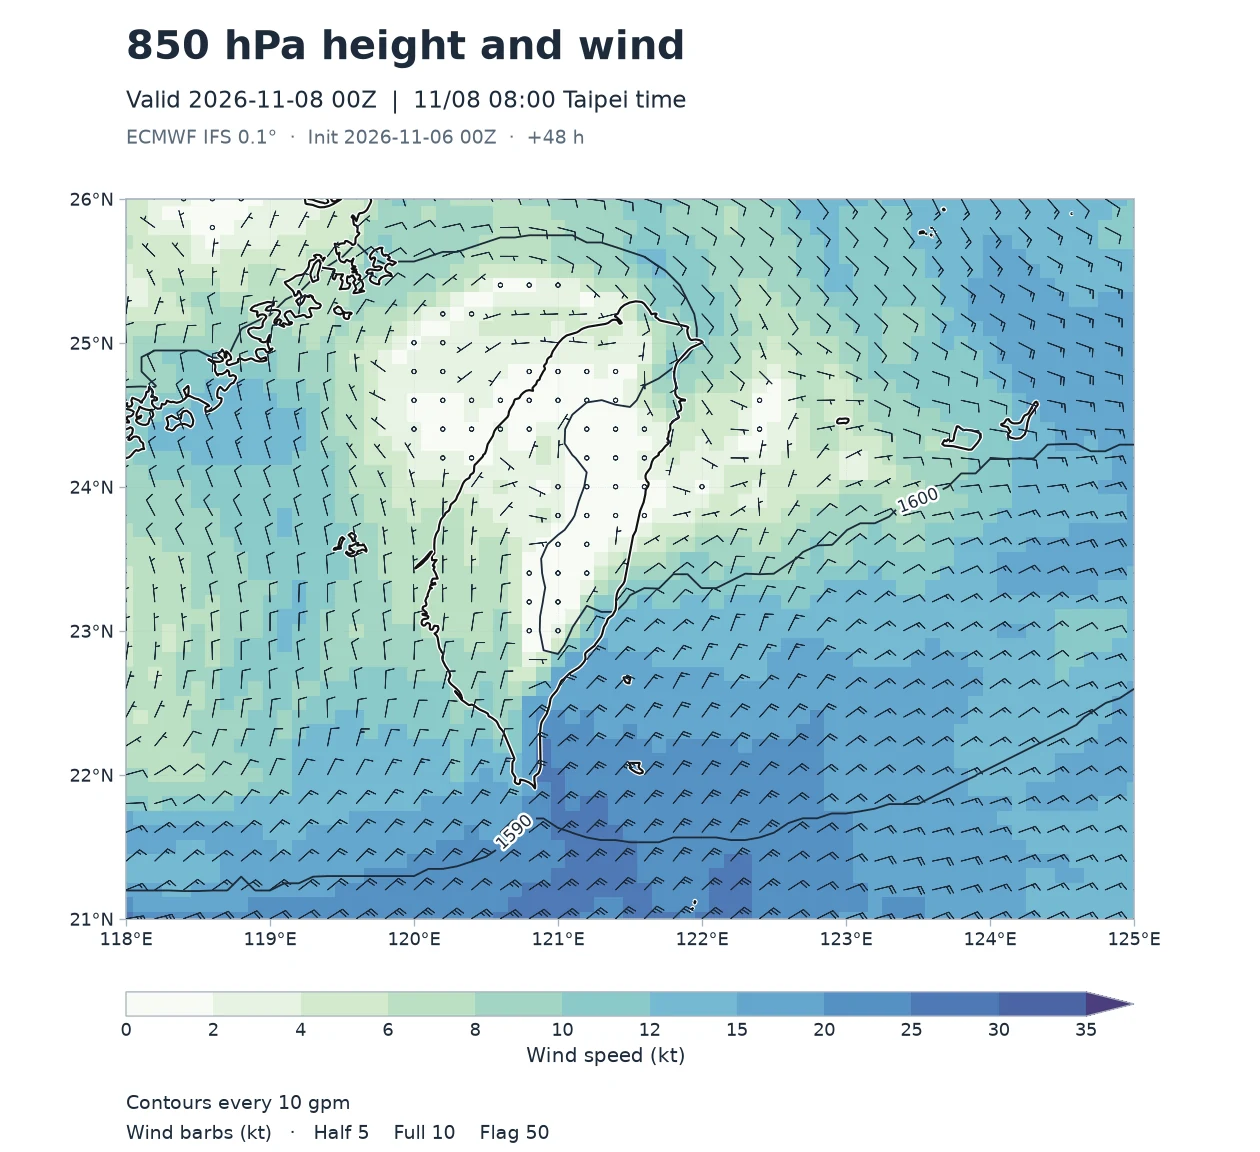 850 hPa height and wind
Valid 2026-11-08 00Z | 11/08 08:00 Taipei time
ECMWF IFS 0.1° · Init 2026-11-06 00Z · +48 h
26°N
25°N
24°N
23°N
22°N
21°N
1600
1590
118°E 119°E 120°E 121°E 122°E 123°E 124°E 125°E
0 2 4 6 8 10 12 15 20 25 30 35
Wind speed (kt)
Contours every 10 gpm
Wind barbs (kt) · Half 5 Full 10 Flag 50